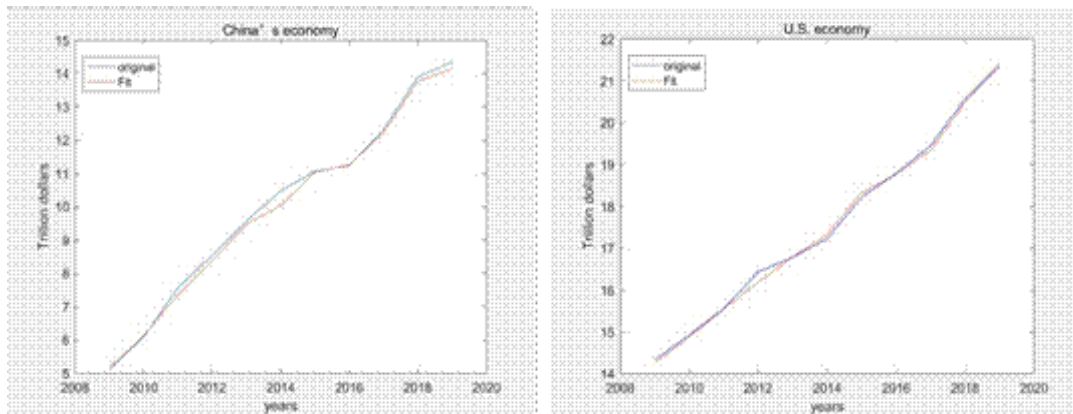 China" s economy
15
14
13
12
11
10
9
8
7
6
5
original
Fit
Trillion dollars
2008 2010 2012 2014 2016 2018 2020
years
U.S. economy
22
21
20
19
18
17
16
15
14
original
Fit
Trillion dollars
2008 2010 2012 2014 2016 2018 2020
years